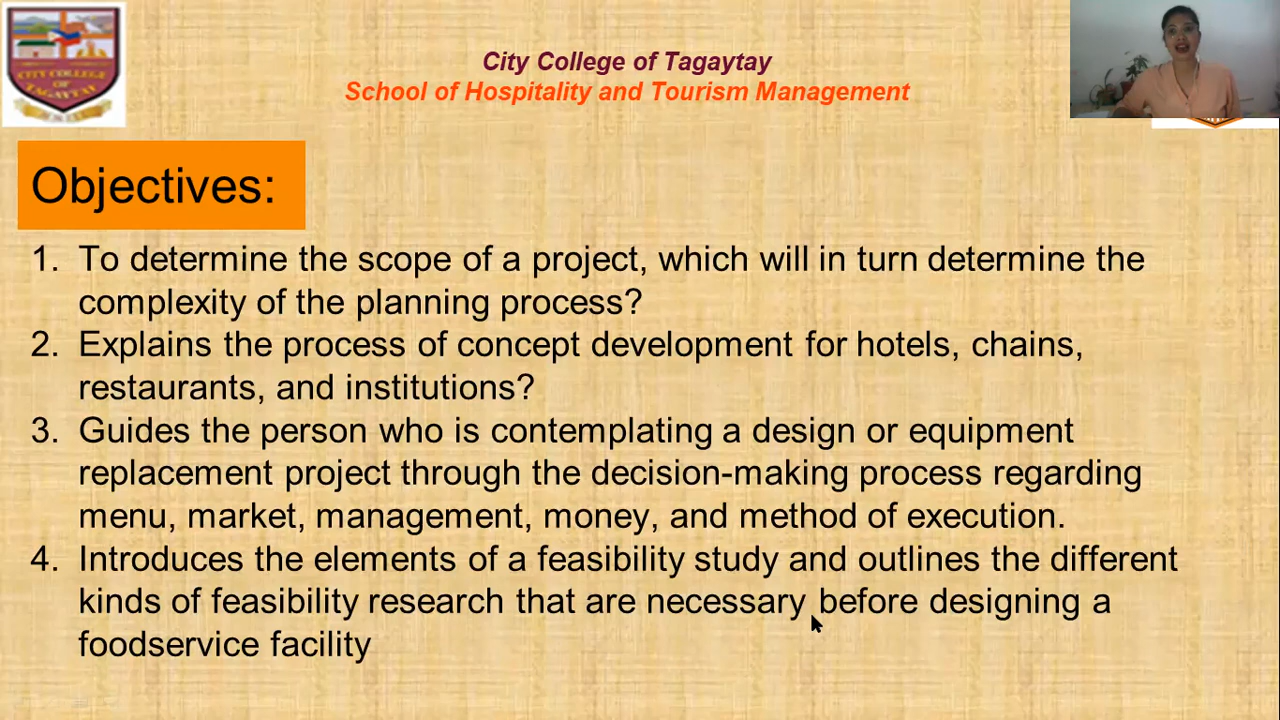 City College of Tagaytay
School of Hospitality and Tourism Management
CITY COLLEGE
OF
TAGAYTAY
Objectives:
1. To determine the scope of a project, which will in turn determine the
complexity of the planning process?
2. Explains the process of concept development for hotels, chains,
restaurants, and institutions?
3. Guides the person who is contemplating a design or equipment
replacement project through the decision-making process regarding
menu, market, management, money, and method of execution.
4. Introduces the elements of a feasibility study and outlines the different
kinds of feasibility research that are necessary before designing a
foodservice facility